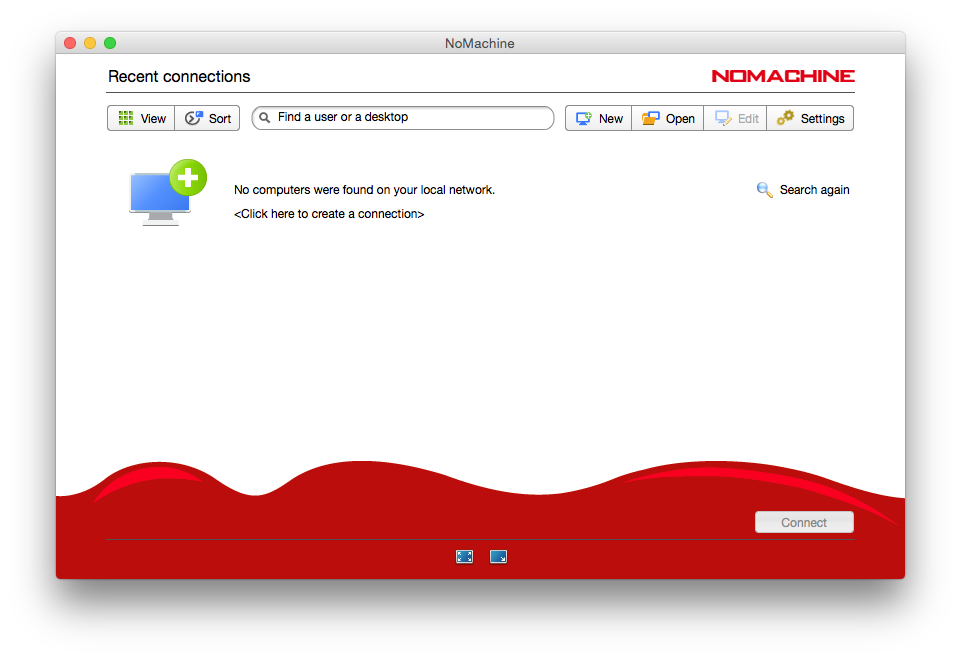 NoMachine
Recent connections
NOMACHINE
View
Sort
Find a user or a desktop
New
Open
Edit
Settings
No computers were found on your local network.
Search again
<Click here to create a connection>
Connect